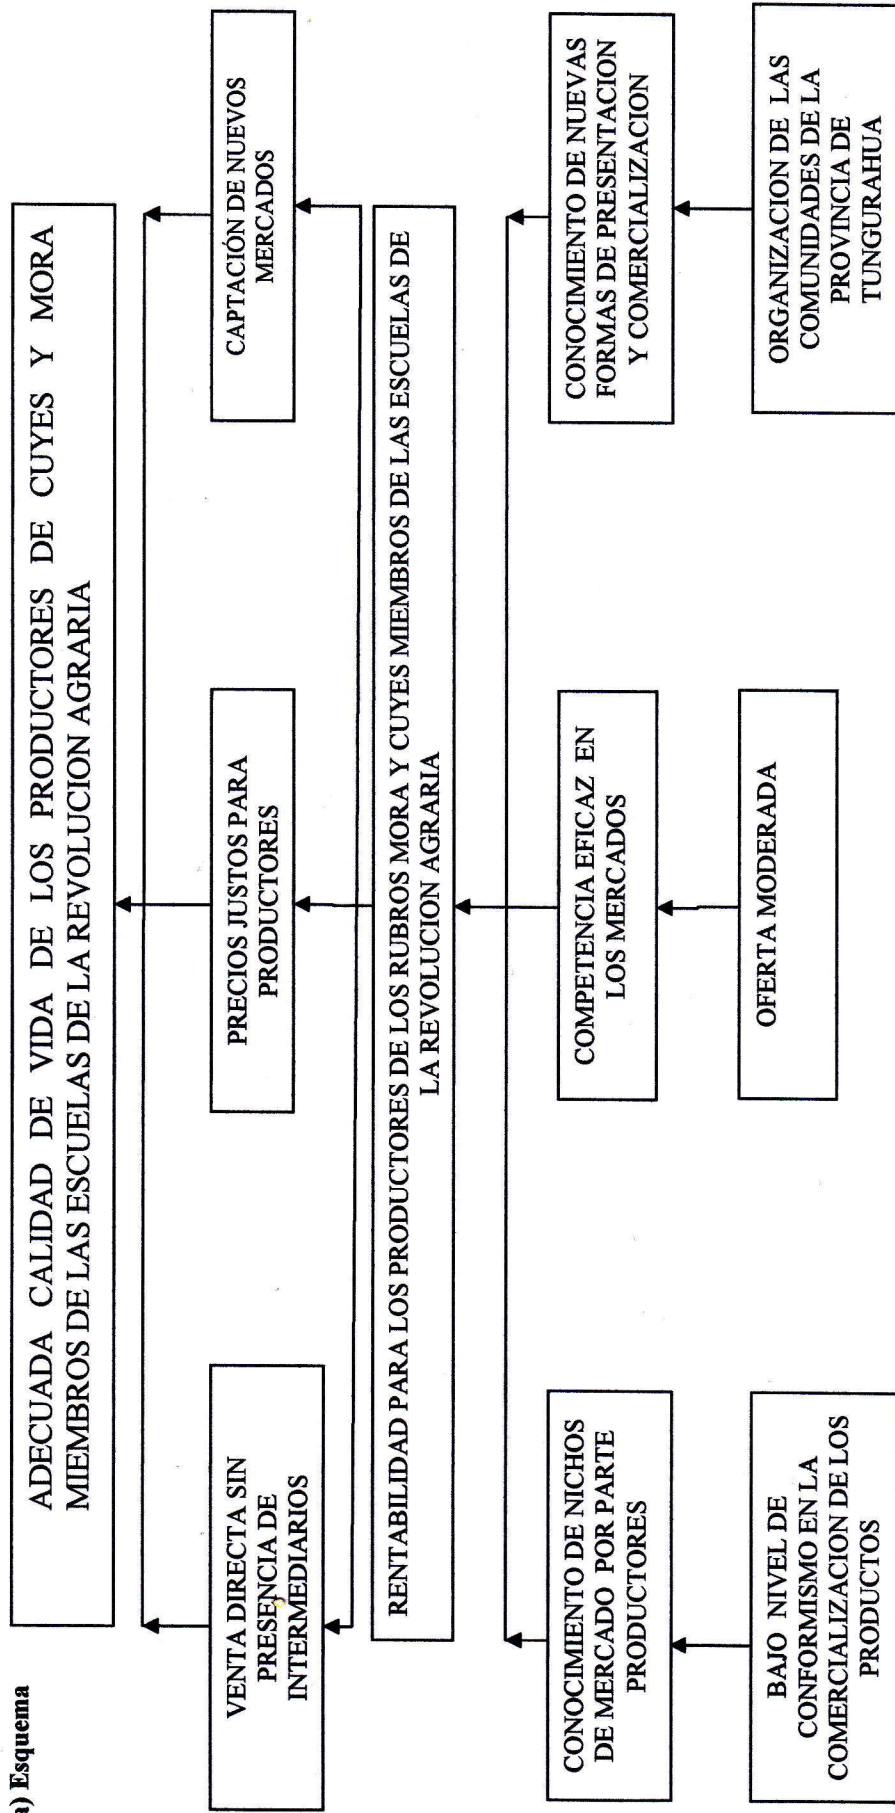 a) Esquema
ADECUADA CALIDAD DE VIDA DE LOS PRODUCTORES DE CUYES Y MORA
MIEMBROS DE LAS ESCUELAS DE LA REVOLUCION AGRARIA
VENTA DIRECTA SIN
PRESENCIA DE
INTERMEDIARIOS
PRECIOS JUSTOS PARA
PRODUCTORES
CAPTACIÓN DE NUEVOS
MERCADOS
RENTABILIDAD PARA LOS PRODUCTORES DE LOS RUBROS MORA Y CUYES MIEMBROS DE LAS ESCUELAS DE
LA REVOLUCION AGRARIA
CONOCIMIENTO DE NICHOS
DE MERCADO POR PARTE
PRODUCTORES
COMPETENCIA EFICAZ EN
LOS MERCADOS
CONOCIMIENTO DE NUEVAS
FORMAS DE PRESENTACION
Y COMERCIALIZACION
BAJO NIVEL DE
CONFORMISMO EN LA
COMERCIALIZACION DE LOS
PRODUCTOS
OFERTA MODERADA
ORGANIZACION DE LAS
COMUNIDADES DE LA
PROVINCIA DE
TUNGURAHUA